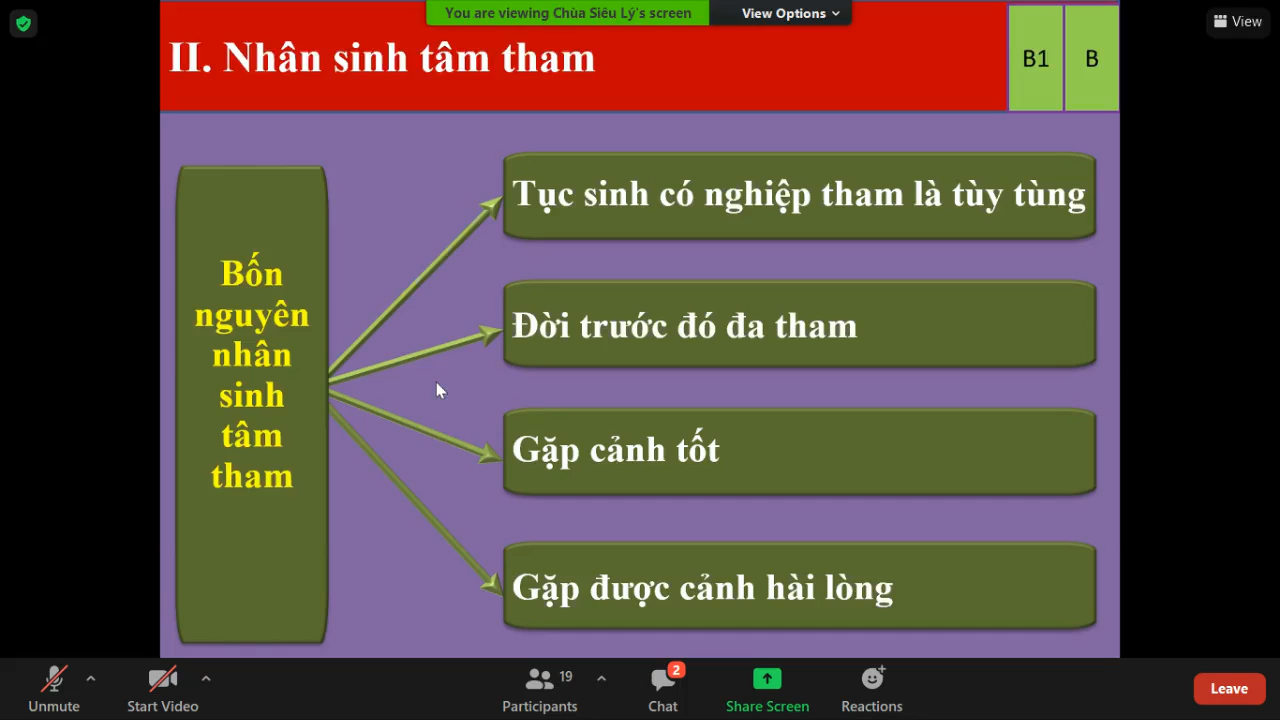 You are viewing Chùa Siêu Lý's screen
View Options
View
II. Nhân sinh tâm tham
B1
B
Bốn
nguyên
nhân
sinh
tâm
tham
Tục sinh có nghiệp tham là tùy tùng
Đời trước đó đa tham
Gặp cảnh tốt
Gặp được cảnh hài lòng
Unmute
Start Video
19
Participants
2
Chat
Share Screen
Reactions
Leave